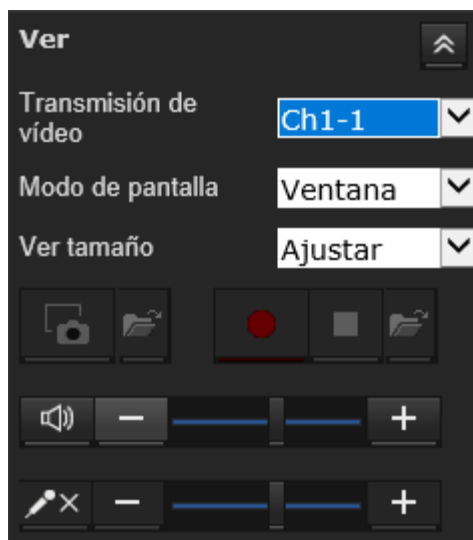 Ver
Transmisión de
vídeo
Ch1-1
Modo de pantalla
Ventana
Ver tamaño
Ajustar